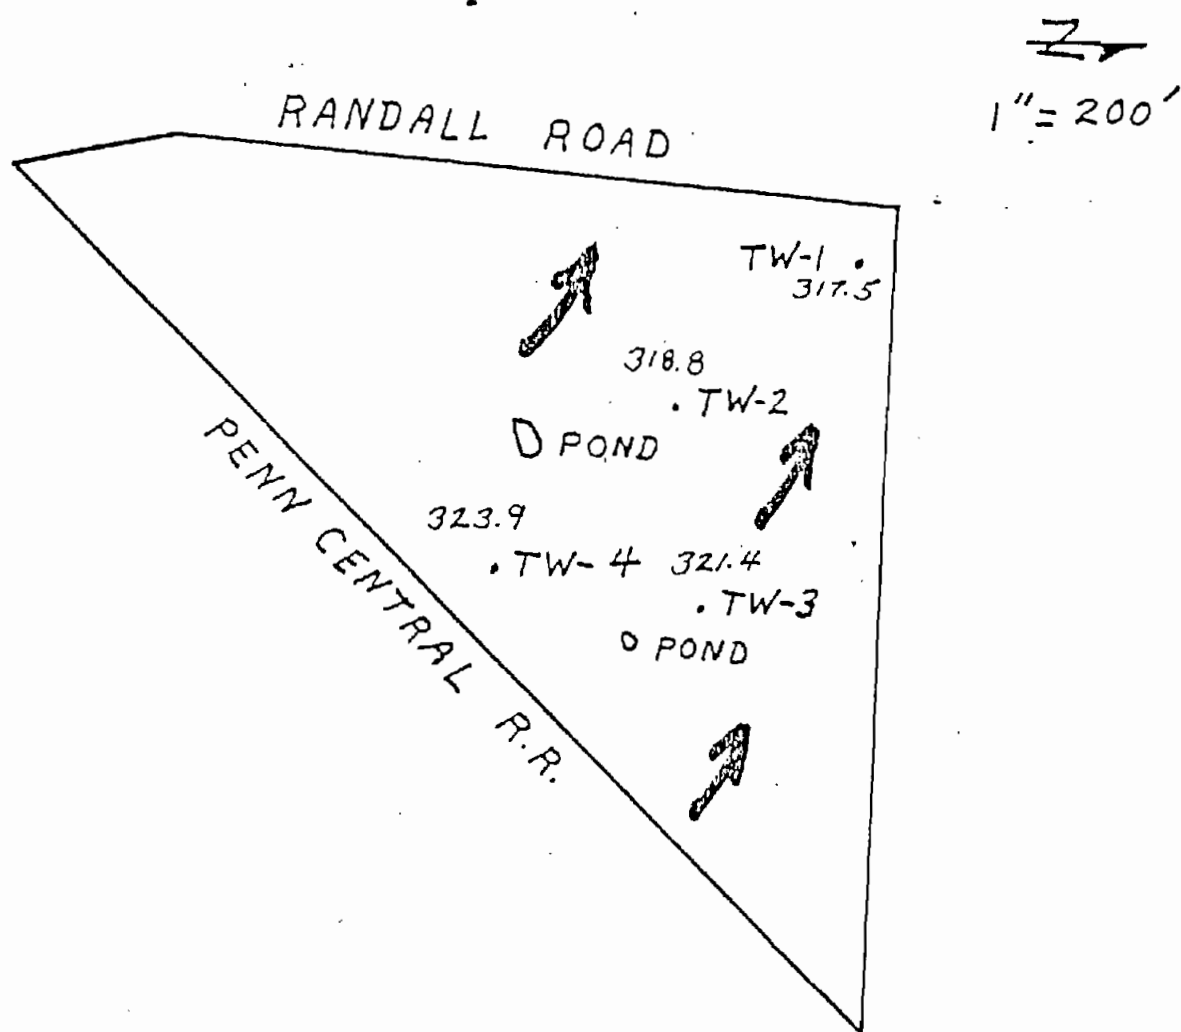 N
1" = 200'
RANDALL ROAD
TW-1
317.5
318.8
TW-2
POND
323.9
TW-4 321.4
TW-3
POND
PENN CENTRAL R.R.